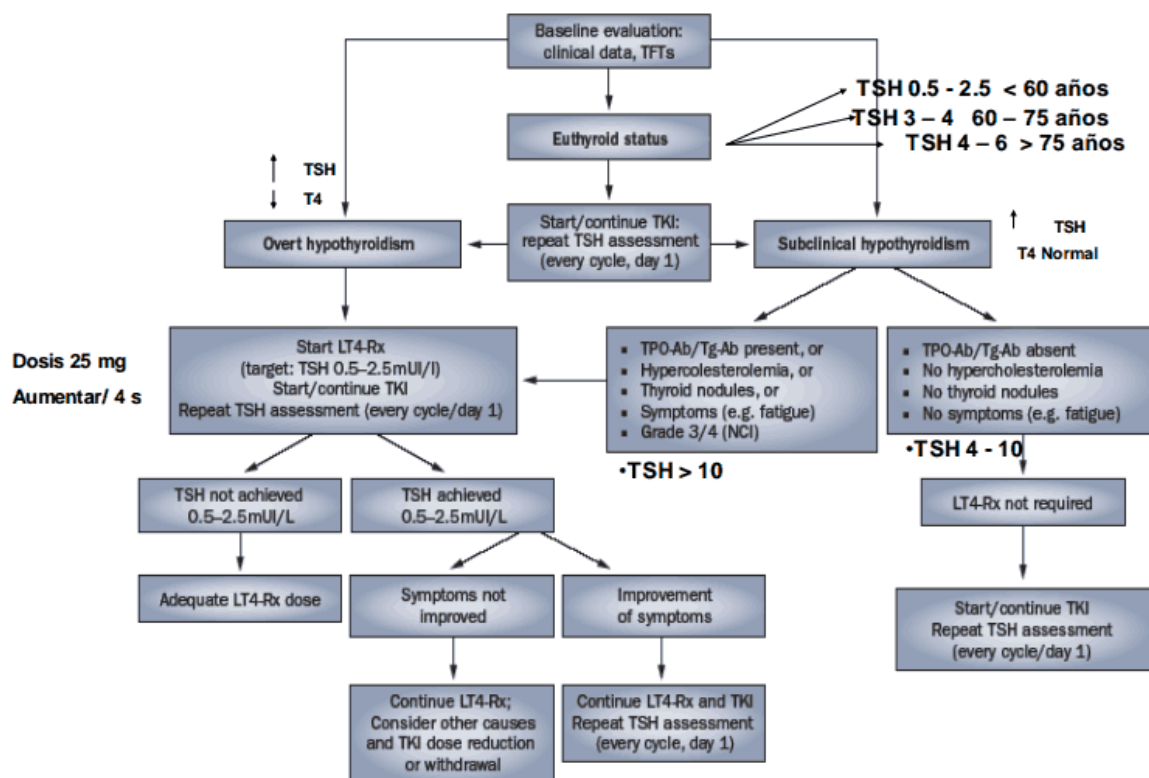 Baseline evaluation:
clinical data, TFTs
TSH 0.5 - 2.5 < 60 años
TSH 3 – 4 60 – 75 años
TSH 4 – 6 > 75 años
Euthyroid status
TSH
T4
Overt hypothyroidism
Start/continue TKI:
repeat TSH assessment
(every cycle, day 1)
Subclinical hypothyroidism
TSH
T4 Normal
Dosis 25 mg
Aumentar/ 4 s
Start LT4-Rx
(target: TSH 0.5–2.5mUI/l)
Start/continue TKI
Repeat TSH assessment (every cycle/day 1)
▪ TPO-Ab/Tg-Ab present, or
▪ Hypercolesterolemia, or
▪ Thyroid nodules, or
▪ Symptoms (e.g. fatigue)
▪ Grade 3/4 (NCI)
•TSH > 10
▪ TPO-Ab/Tg-Ab absent
▪ No hypercholesterolemia
▪ No thyroid nodules
▪ No symptoms (e.g. fatigue)
•TSH 4 - 10
TSH not achieved
0.5–2.5mUI/L
TSH achieved
0.5–2.5mUI/L
LT4-Rx not required
Adequate LT4-Rx dose
Symptoms not
improved
Improvement
of symptoms
Start/continue TKI
Repeat TSH assessment
(every cycle/day 1)
Continue LT4-Rx;
Consider other causes
and TKI dose reduction
or withdrawal
Continue LT4-Rx and TKI
Repeat TSH assessment
(every cycle, day 1)